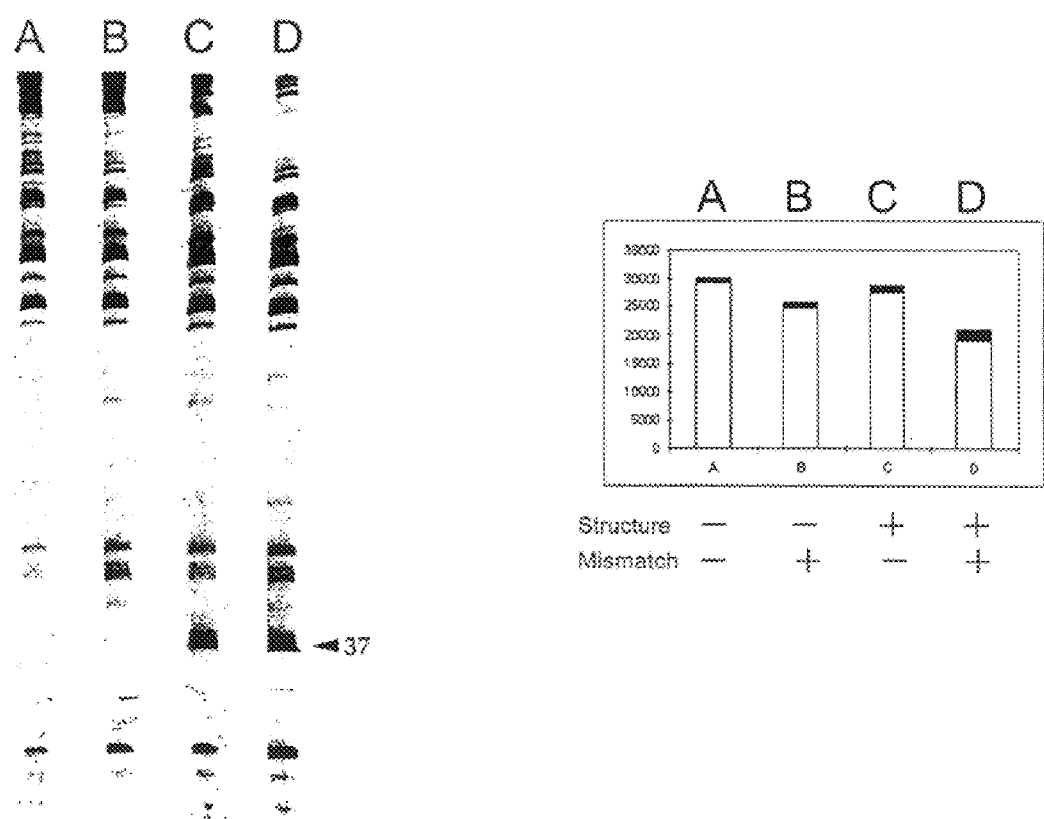 A B C D
37
A B C D
35000
30000
25000
20000
15000
10000
5000
0
A B C D
Structure — — + +
Mismatch — + — +